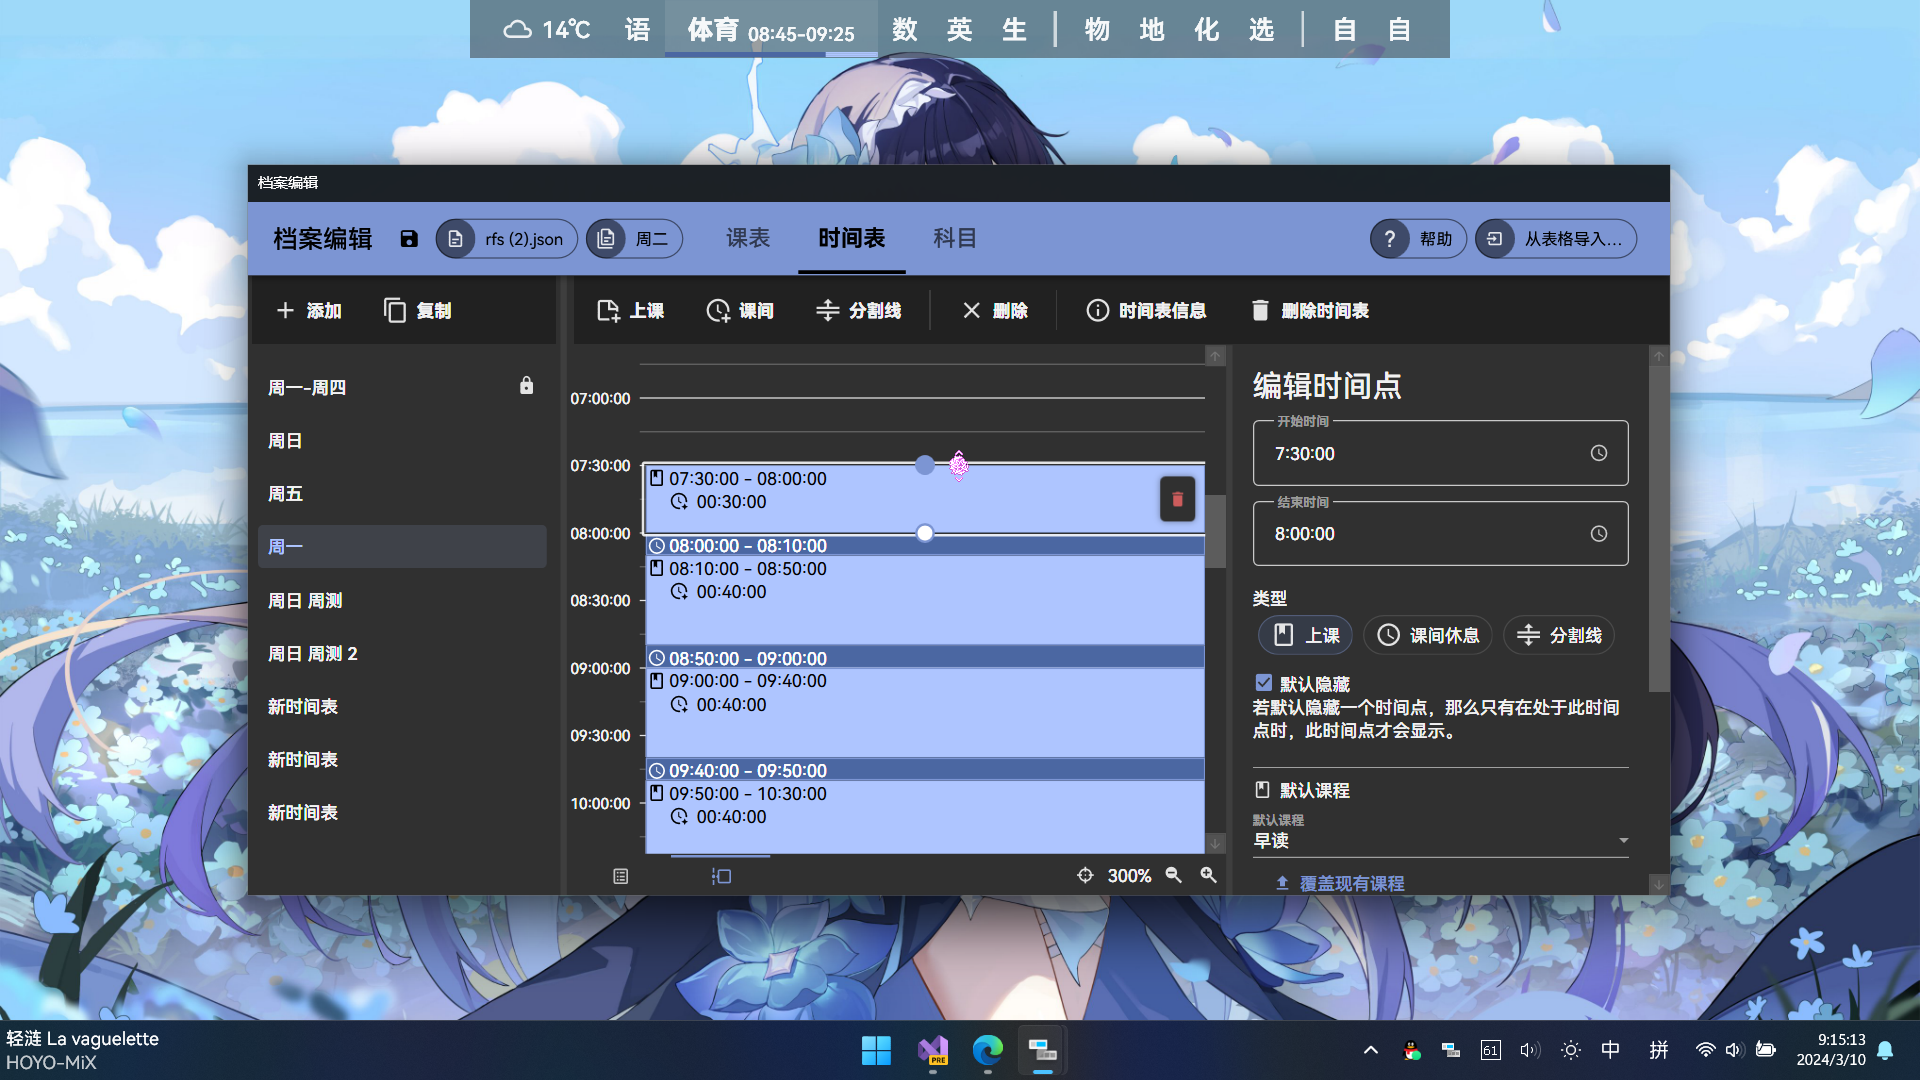 14℃ 语 体育 08:45-09:25 数 英 生 物 地 化 选 自 自
档案编辑
档案编辑 rfs (2).json 周二 课表 时间表 科目 帮助 从表格导入...
添加 复制 上课 课间 分割线 删除 时间表信息 删除时间表
周一-周四
周日
周五
周一
周日 周测
周日 周测 2
新时间表
新时间表
新时间表
07:00:00
07:30:00
08:00:00
08:30:00
09:00:00
09:30:00
10:00:00
07:30:00 - 08:00:00
00:30:00
08:00:00 - 08:10:00
08:10:00 - 08:50:00
00:40:00
08:50:00 - 09:00:00
09:00:00 - 09:40:00
00:40:00
09:40:00 - 09:50:00
09:50:00 - 10:30:00
00:40:00
300%
编辑时间点
开始时间
7:30:00
结束时间
8:00:00
类型
上课 课间休息 分割线
默认隐藏
若默认隐藏一个时间点，那么只有在处于此时间
点时，此时间点才会显示。
默认课程
默认课程
早读
覆盖现有课程
轻涟 La vaguelette
HOYO-MiX
PRE
61
中
拼
9:15:13
2024/3/10